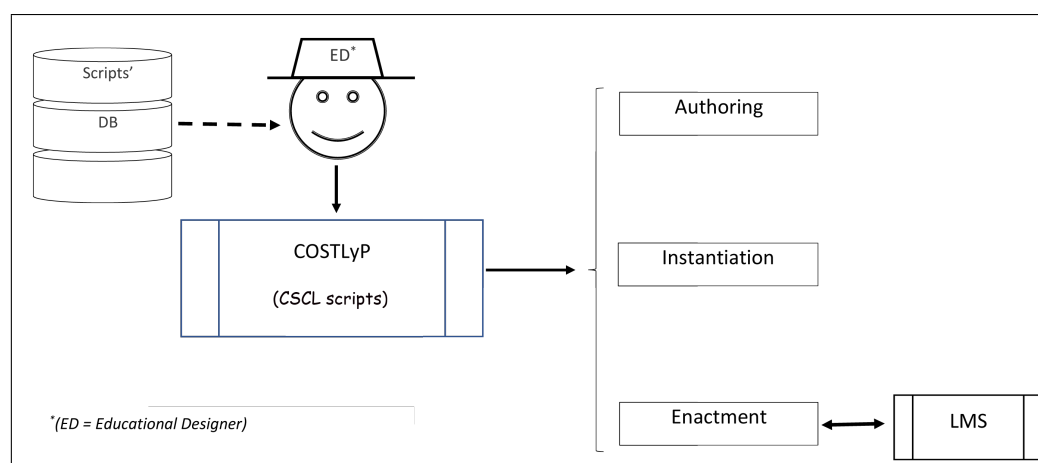 Scripts’
DB
ED*
COSTLyP
(CSCL scripts)
Authoring
Instantiation
Enactment
LMS
*(ED = Educational Designer)